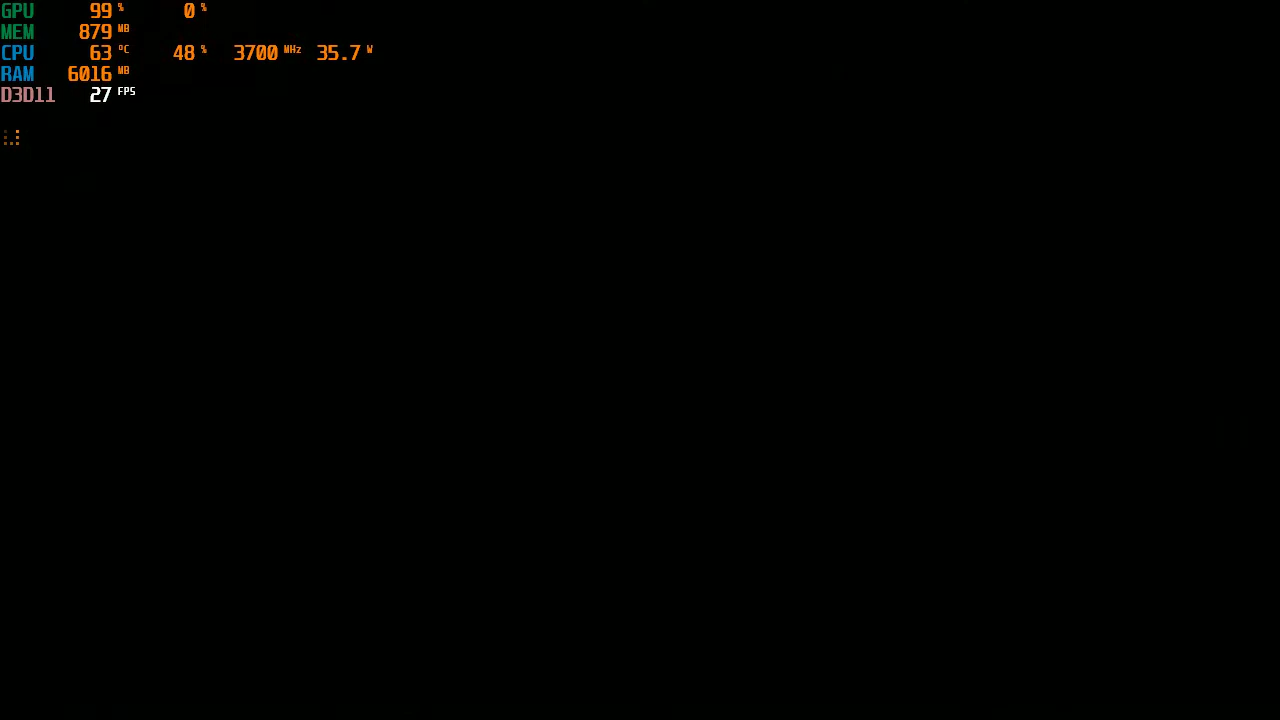 GPU 99 % 0 %
MEM 879 MB
CPU 63 °C 48 % 3700 MHz 35.7 W
RAM 6016 MB
D3D11 27 FPS